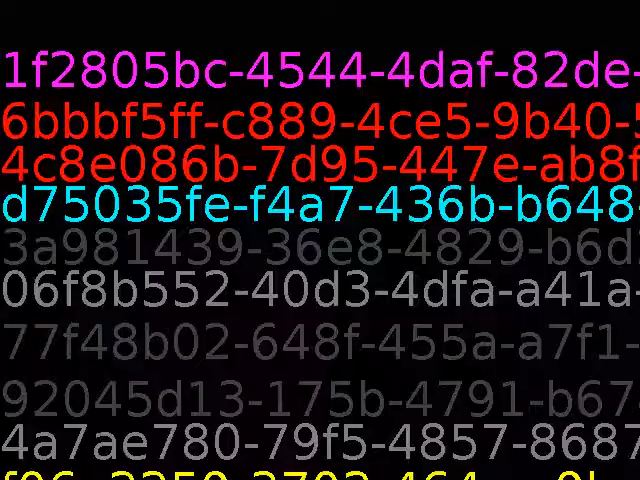 1f2805bc-4544-4daf-82de-
6bbbf5ff-c889-4ce5-9b40-
4c8e086b-7d95-447e-ab8f
d75035fe-f4a7-436b-b648-
3a981439-36e8-4829-b6d
06f8b552-40d3-4dfa-a41a-
77f48b02-648f-455a-a7f1-
92045d13-175b-4791-b67
4a7ae780-79f5-4857-8687